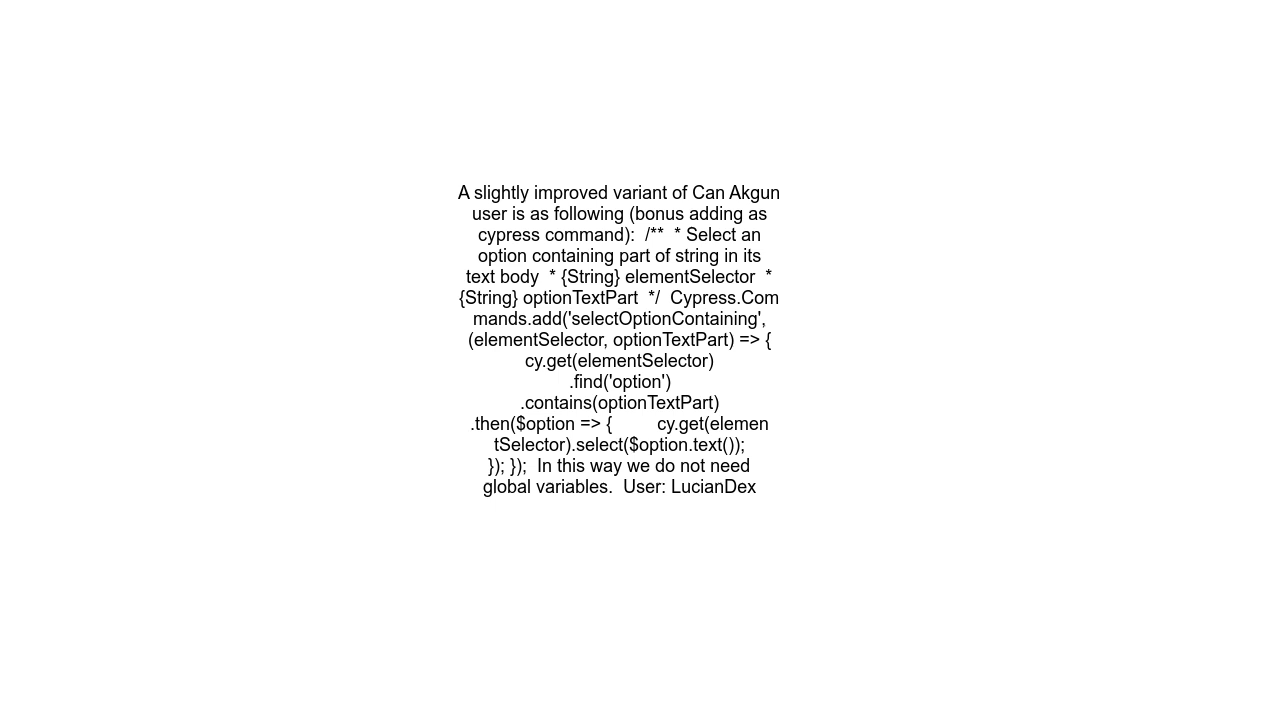 A slightly improved variant of Can Akgun
user is as following (bonus adding as
cypress command):  /**  * Select an
option containing part of string in its
text body  * {String} elementSelector  *
{String} optionTextPart  */  Cypress.Com
mands.add('selectOptionContaining',
(elementSelector, optionTextPart) => {
cy.get(elementSelector)
.find('option')
.contains(optionTextPart)
.then($option => {         cy.get(elemen
tSelector).select($option.text());
}); });  In this way we do not need
global variables.  User: LucianDex